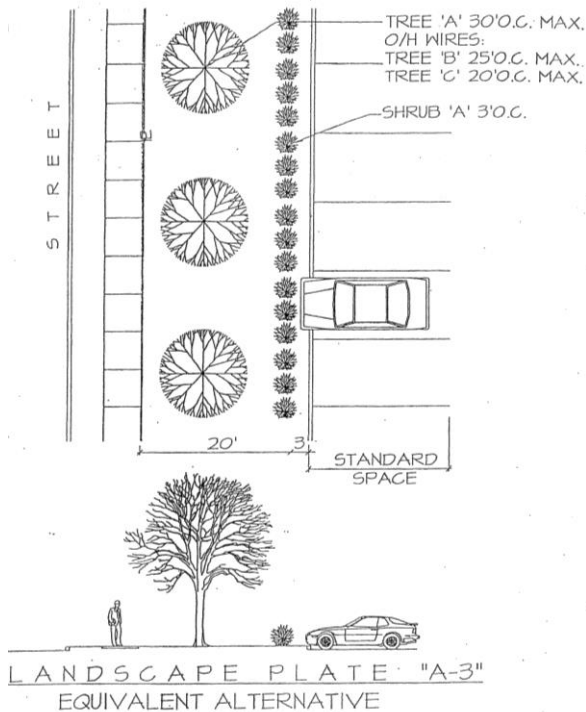 TREE 'A' 30'O.C. MAX.
O/H WIRES:
TREE 'B' 25'O.C. MAX.
TREE 'C' 20'O.C. MAX.
SHRUB 'A' 3'O.C.
STREET
20'
3
STANDARD
SPACE
LANDSCAPE PLATE "A-3"
EQUIVALENT ALTERNATIVE